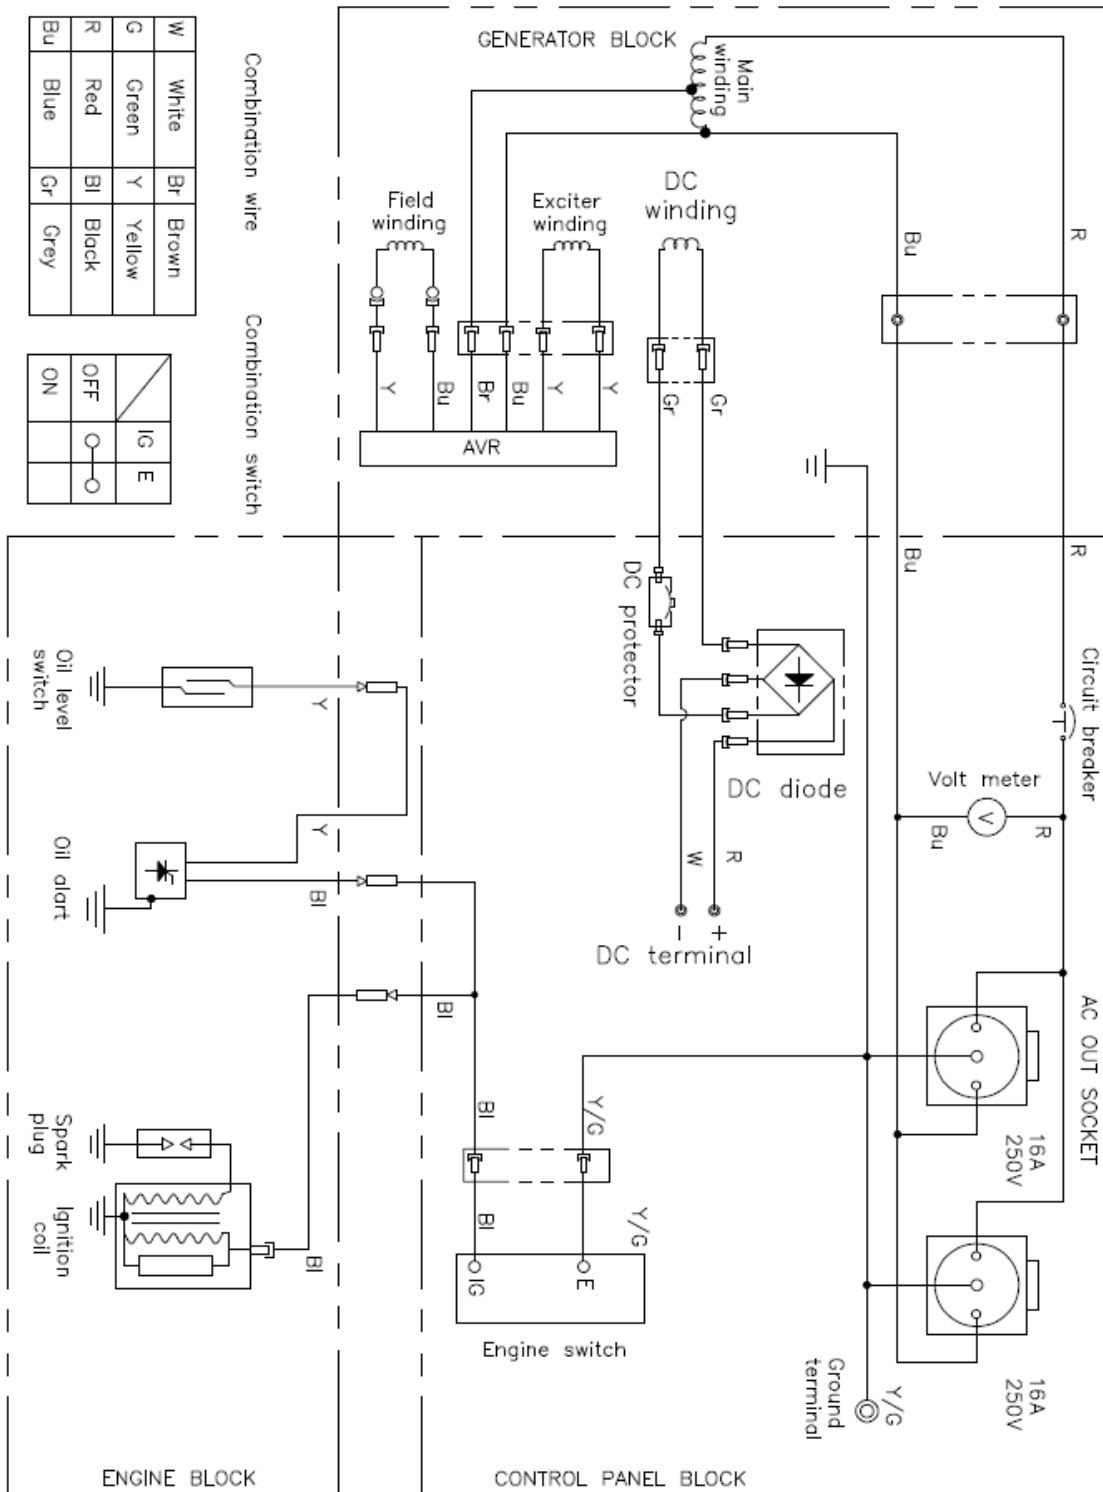 GENERATOR BLOCK
Main
winding
R
Combination wire
W White Br Brown
G Green Y Yellow
R Red Bl Black
Bu Blue Gr Grey
Combination switch
IG E
OFF
ON
Field
winding
Exciter
winding
DC
winding
Bu
R
Y
Bu
Br
Bu
Y
Y
Gr
Gr
AVR
Bu
R
DC protector
DC diode
Circuit breaker
Volt meter
V
Bu
R
W
R
- +
DC terminal
Oil level
switch
Y
Y
Oil alart
Bl
Bl
AC OUT SOCKET
16A
250V
Bl
Y/G
Spark
plug
Ignition
coil
Bl
Bl
Y/G
IG
E
Engine switch
16A
250V
Ground
terminal
Y/G
ENGINE BLOCK
CONTROL PANEL BLOCK